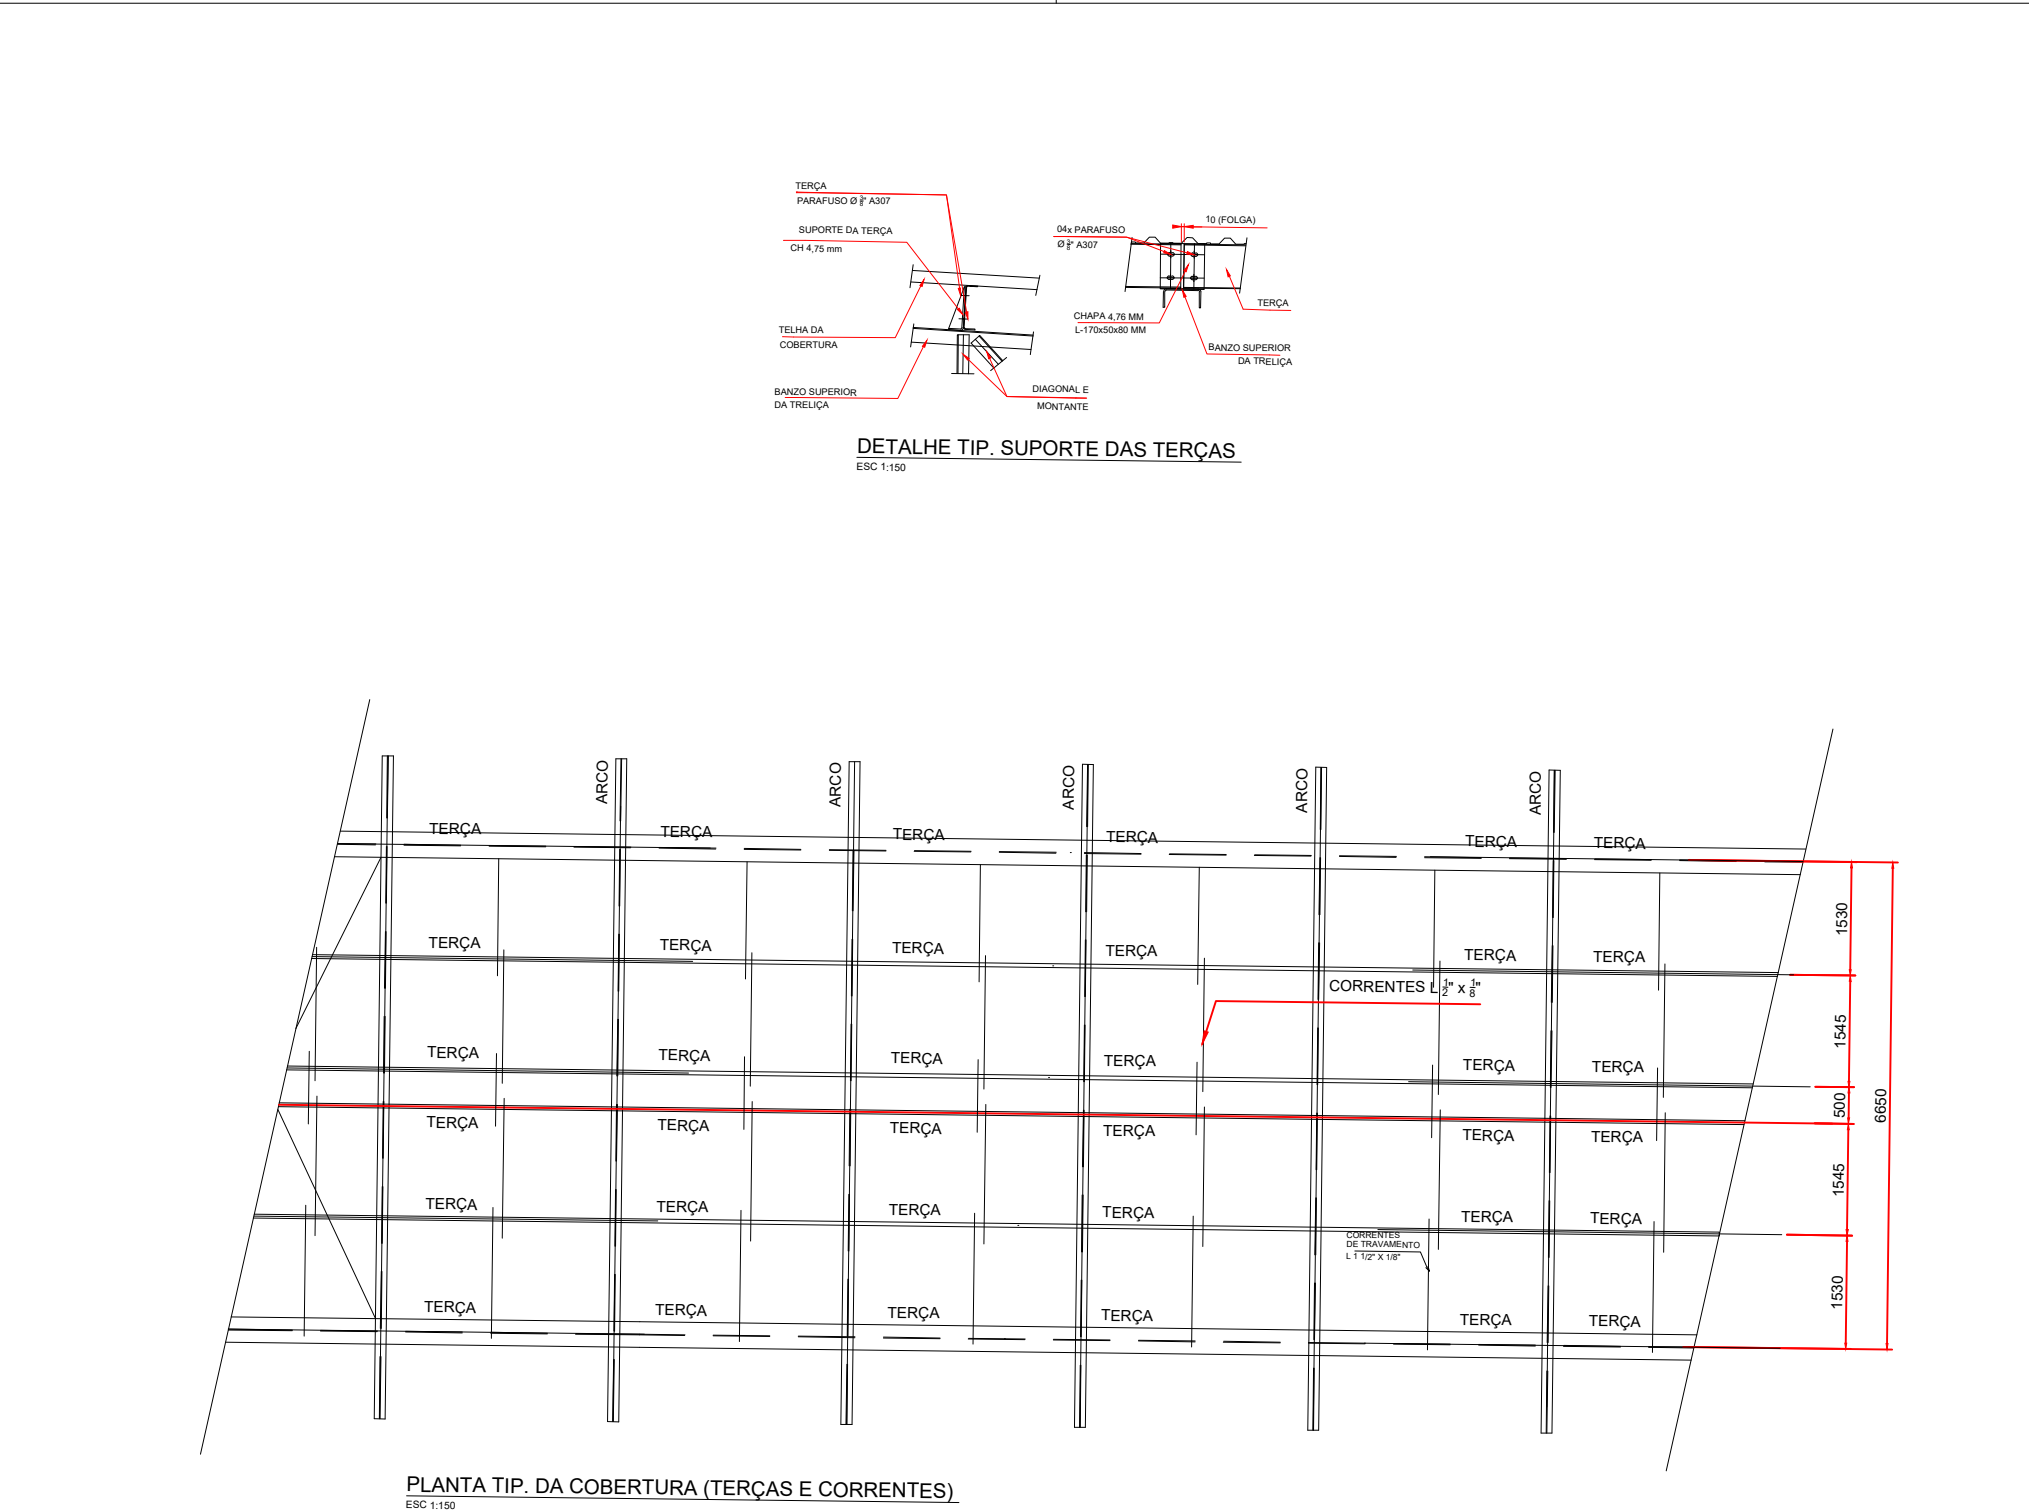 TERÇA
PARAFUSO Ø 3/8" A307
SUPORTE DA TERÇA
CH 4,75 mm
TELHA DA
COBERTURA
BANZO SUPERIOR
DA TRELIÇA
DIAGONAL E
MONTANTE
04x PARAFUSO
Ø 3/8" A307
10 (FOLGA)
CHAPA 4,76 MM
L-170x50x80 MM
TERÇA
BANZO SUPERIOR
DA TRELIÇA
DETALHE TIP. SUPORTE DAS TERÇAS
ESC 1:150
ARCO
ARCO
ARCO
ARCO
ARCO
TERÇA
TERÇA
TERÇA
TERÇA
TERÇA
TERÇA
1530
TERÇA
TERÇA
TERÇA
TERÇA
TERÇA
TERÇA
CORRENTES L 1/2" x 1/8"
1545
TERÇA
TERÇA
TERÇA
TERÇA
TERÇA
TERÇA
500
6650
TERÇA
TERÇA
TERÇA
TERÇA
TERÇA
TERÇA
1545
TERÇA
TERÇA
TERÇA
TERÇA
TERÇA
TERÇA
CORRENTES
DE TRAVAMENTO
L 1 1/2" X 1/8"
1530
TERÇA
TERÇA
TERÇA
TERÇA
TERÇA
TERÇA
PLANTA TIP. DA COBERTURA (TERÇAS E CORRENTES)
ESC 1:150